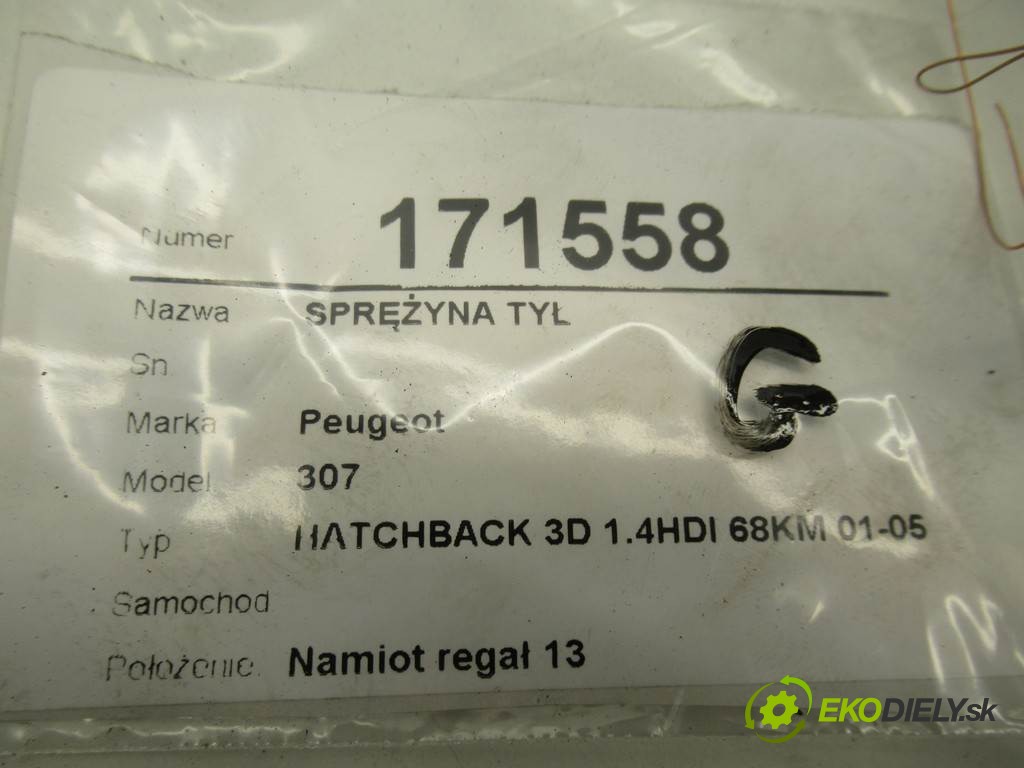 Numer 171558
Nazwa SPRĘŻYNA TYŁ
Sn
G
Marka Peugeot
Model 307
Typ HATCHBACK 3D 1.4HDI 68KM 01-05
Samochod
Położenie. Namiot regał 13
EKODIELY.sk